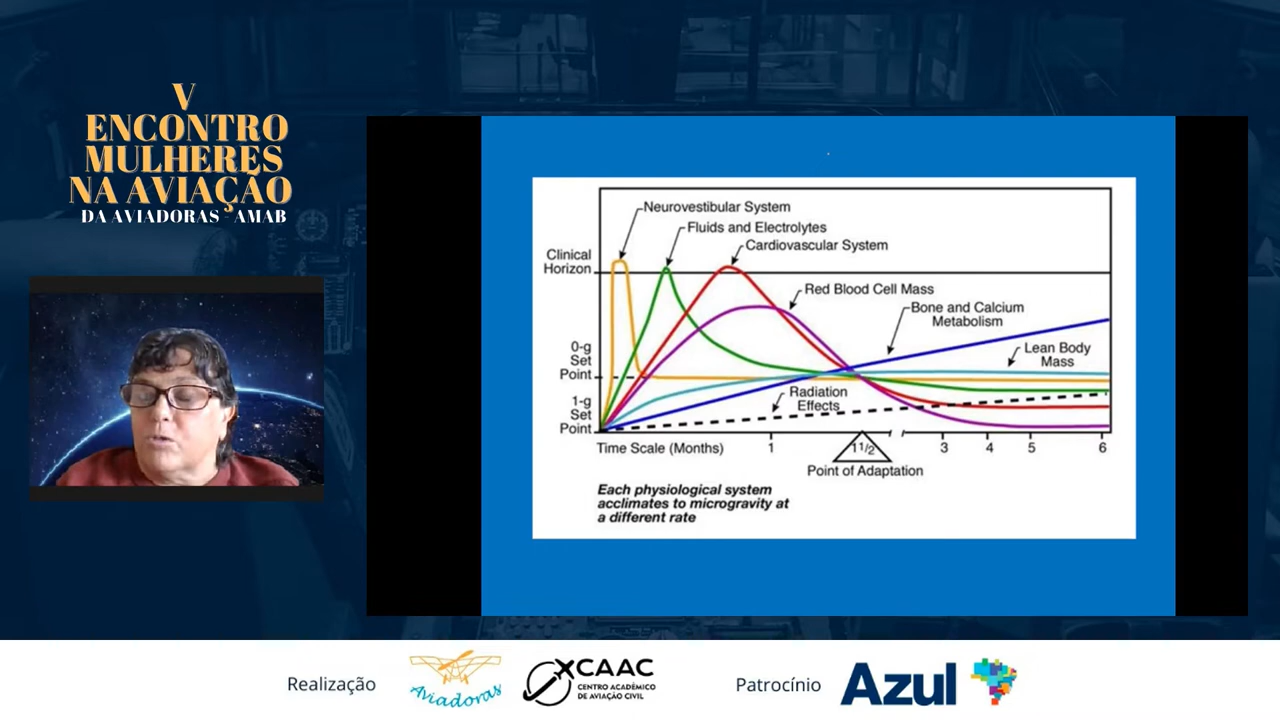 V
ENCONTRO
MULHERES
NA AVIAÇÃO
DA AVIADORAS - AMAB
Neurovestibular System
Fluids and Electrolytes
Cardiovascular System
Clinical
Horizon
Red Blood Cell Mass
Bone and Calcium
Metabolism
Lean Body
Mass
0-g
Set
Point
Radiation
Effects
1-g
Set
Point
Time Scale (Months)
1
1 1/2
3
4
5
6
Point of Adaptation
Each physiological system
acclimates to microgravity at
a different rate
Realização
Aviadoras
CAAC
CENTRO ACADÊMICO
DE AVIAÇÃO CIVIL
Patrocínio
Azul